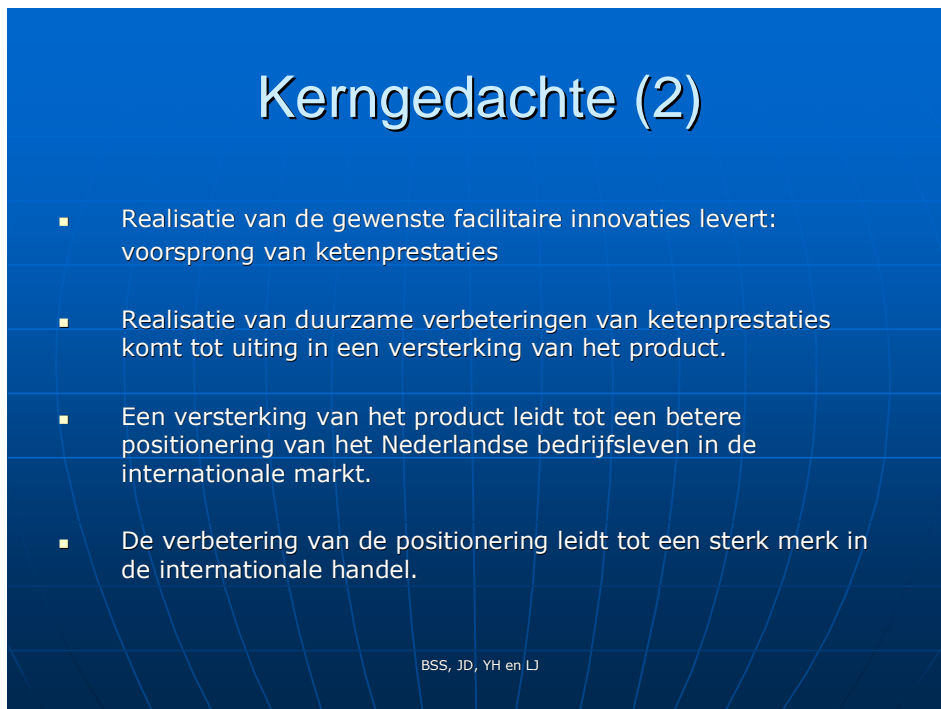 Kerngedachte (2)
Realisatie van de gewenste facilitaire innovaties levert:
voorsprong van ketenprestaties
Realisatie van duurzame verbeteringen van ketenprestaties
komt tot uiting in een versterking van het product.
Een versterking van het product leidt tot een betere
positionering van het Nederlandse bedrijfsleven in de
internationale markt.
De verbetering van de positionering leidt tot een sterk merk in
de internationale handel.
BSS, JD, YH en LJ